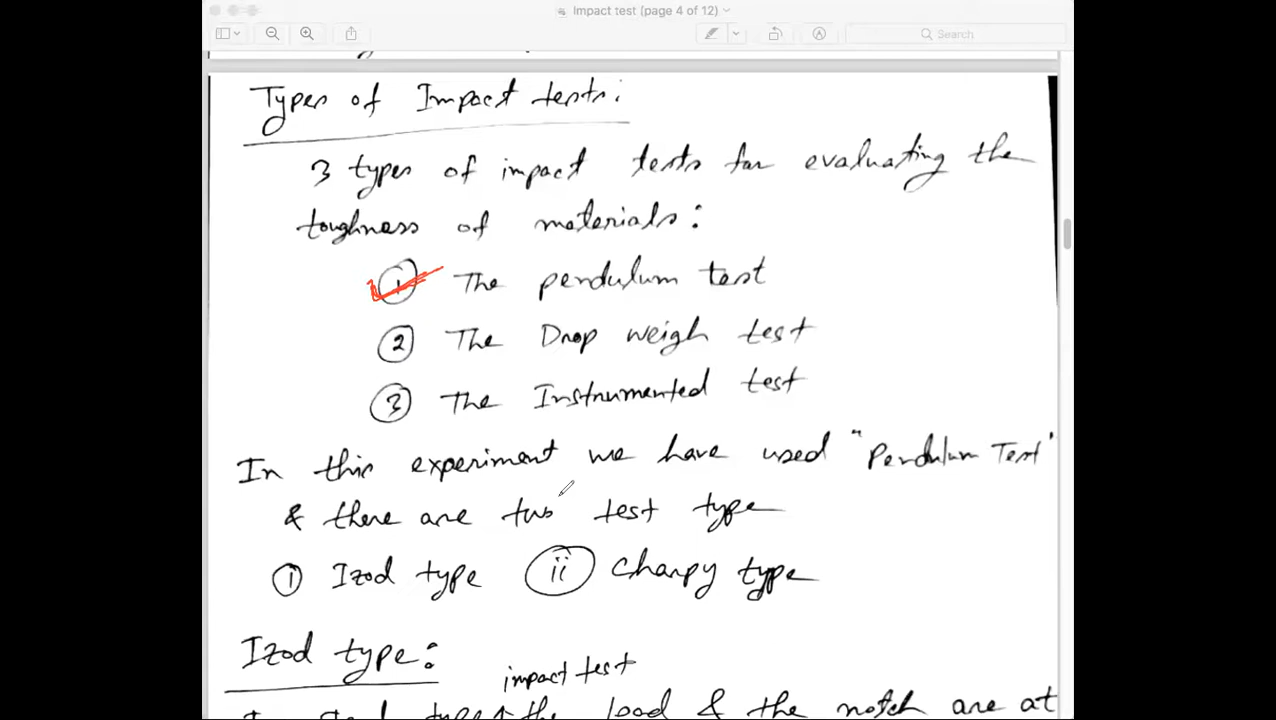 Impact test (page 4 of 12)
Search
Types of Impact tests:
3 types of impact tests for evaluating the
toughness of materials:
1 The pendulum test
2 The Drop weigh test
3 The Instrumented test
In this experiment we have used "Pendulum Test"
& there are two test type
1 Izod type ii Charpy type
Izod type:
impact test
type the load & the notch are at